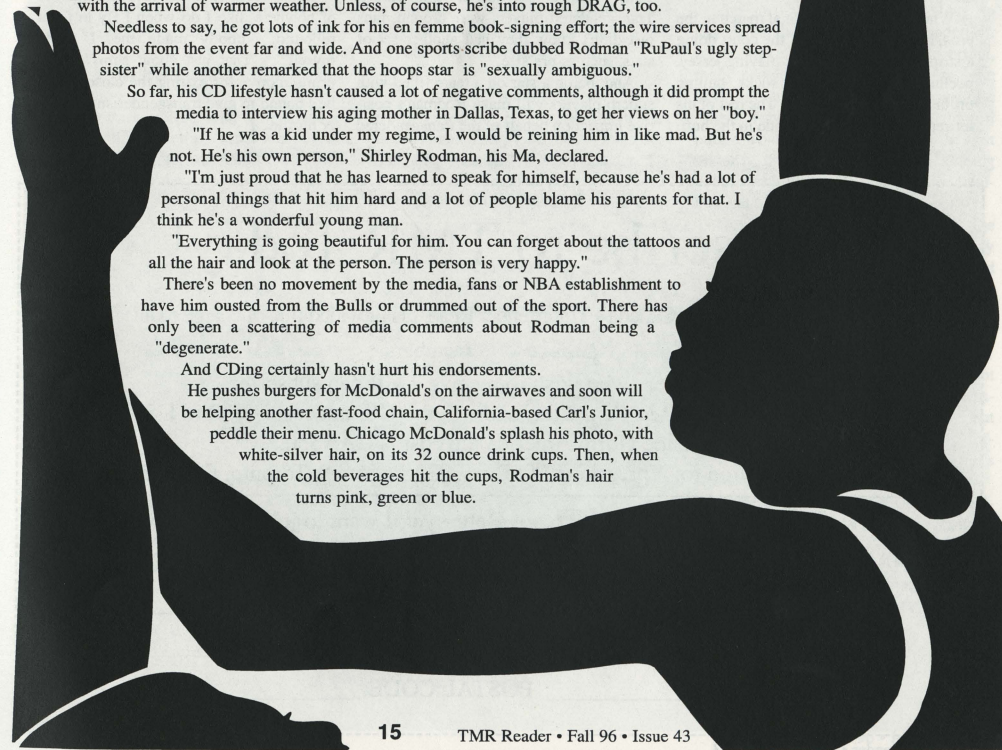 with the arrival of warmer weather. Unless, of course, he's into rough DRAG, too.
Needless to say, he got lots of ink for his en femme book-signing effort; the wire services spread
photos from the event far and wide. And one sports scribe dubbed Rodman "RuPaul's ugly step-
sister" while another remarked that the hoops star is "sexually ambiguous."
So far, his CD lifestyle hasn't caused a lot of negative comments, although it did prompt the
media to interview his aging mother in Dallas, Texas, to get her views on her "boy."
"If he was a kid under my regime, I would be reining him in like mad. But he's
not. He's his own person," Shirley Rodman, his Ma, declared.
"I'm just proud that he has learned to speak for himself, because he's had a lot of
personal things that hit him hard and a lot of people blame his parents for that. I
think he's a wonderful young man.
"Everything is going beautiful for him. You can forget about the tattoos and
all the hair and look at the person. The person is very happy."
There's been no movement by the media, fans or NBA establishment to
have him ousted from the Bulls or drummed out of the sport. There has
only been a scattering of media comments about Rodman being a
"degenerate."
And CDing certainly hasn't hurt his endorsements.
He pushes burgers for McDonald's on the airwaves and soon will
be helping another fast-food chain, California-based Carl's Junior,
peddle their menu. Chicago McDonald's splash his photo, with
white-silver hair, on its 32 ounce drink cups. Then, when
the cold beverages hit the cups, Rodman's hair
turns pink, green or blue.
15 TMR Reader • Fall 96 • Issue 43